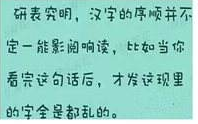 研表究明，汉字的序顺并不
定一能影阅响读，比如当你
看完这句话后，才发这现里
的字全是都乱的。